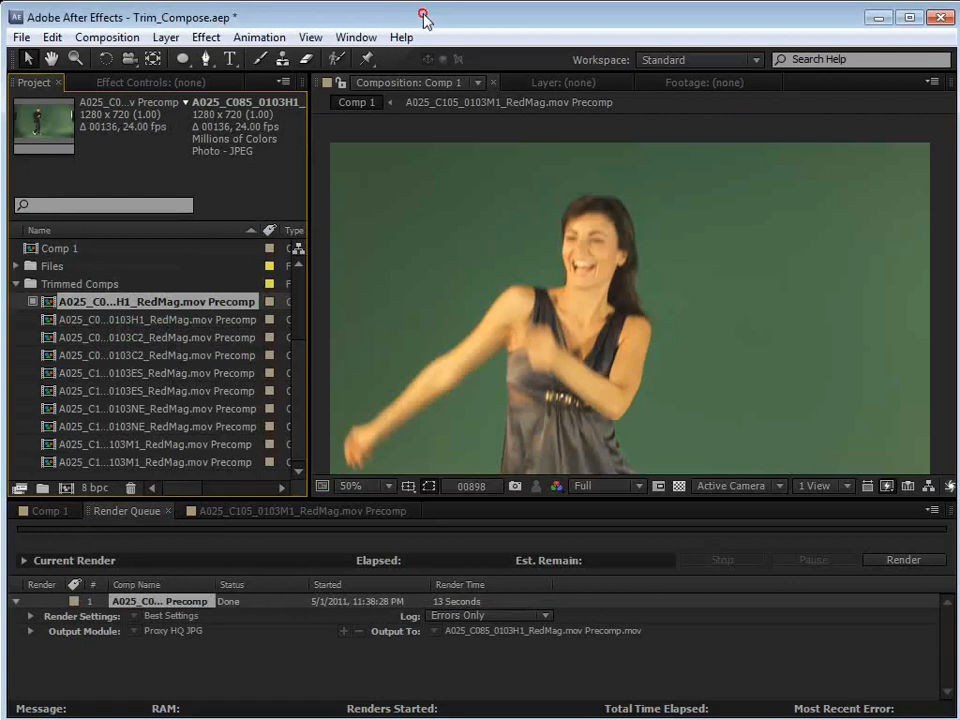 Adobe After Effects - Trim_Compose.aep *
File Edit Composition Layer Effect Animation View Window Help
Workspace: Standard Search Help
Project Effect Controls: (none) Composition: Comp 1 Layer: (none) Footage: (none)
Comp 1 A025_C105_0103M1_RedMag.mov Precomp
A025_C0...v Precomp A025_C085_0103H1_
1280 x 720 (1.00) 1280 x 720 (1.00)
Δ 00136, 24.00 fps Δ 00136, 24.00 fps
Millions of Colors
Photo - JPEG
Name Type
Comp 1 C
Files F
Trimmed Comps F
A025_C0...H1_RedMag.mov Precomp C
A025_C0...0103H1_RedMag.mov Precomp C
A025_C0...0103C2_RedMag.mov Precomp C
A025_C0...0103C2_RedMag.mov Precomp C
A025_C1...0103ES_RedMag.mov Precomp C
A025_C1...0103ES_RedMag.mov Precomp C
A025_C1...0103NE_RedMag.mov Precomp C
A025_C1...0103NE_RedMag.mov Precomp C
A025_C1...103M1_RedMag.mov Precomp C
A025_C1...103M1_RedMag.mov Precomp C
8 bpc
50% 00898 Full Active Camera 1 View
Comp 1 Render Queue A025_C105_0103M1_RedMag.mov Precomp
Current Render Elapsed: Est. Remain: Stop Pause Render
Render # Comp Name Status Started Render Time
1 A025_C0... Precomp Done 5/1/2011, 11:38:28 PM 13 Seconds
Render Settings: Best Settings Log: Errors Only
Output Module: Proxy HQ JPG Output To: A025_C085_0103H1_RedMag.mov Precomp.mov
Message: RAM: Renders Started: Total Time Elapsed: Most Recent Error: